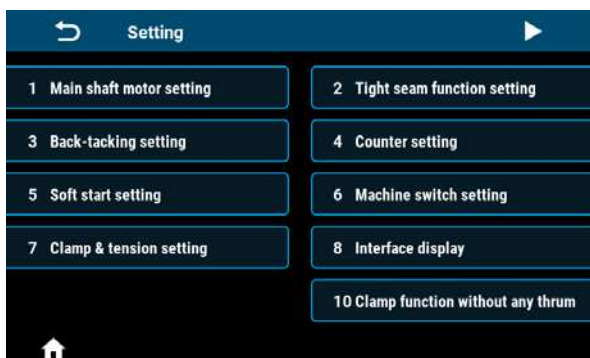 Setting
1 Main shaft motor setting
2 Tight seam function setting
3 Back-tacking setting
4 Counter setting
5 Soft start setting
6 Machine switch setting
7 Clamp & tension setting
8 Interface display
10 Clamp function without any thrum